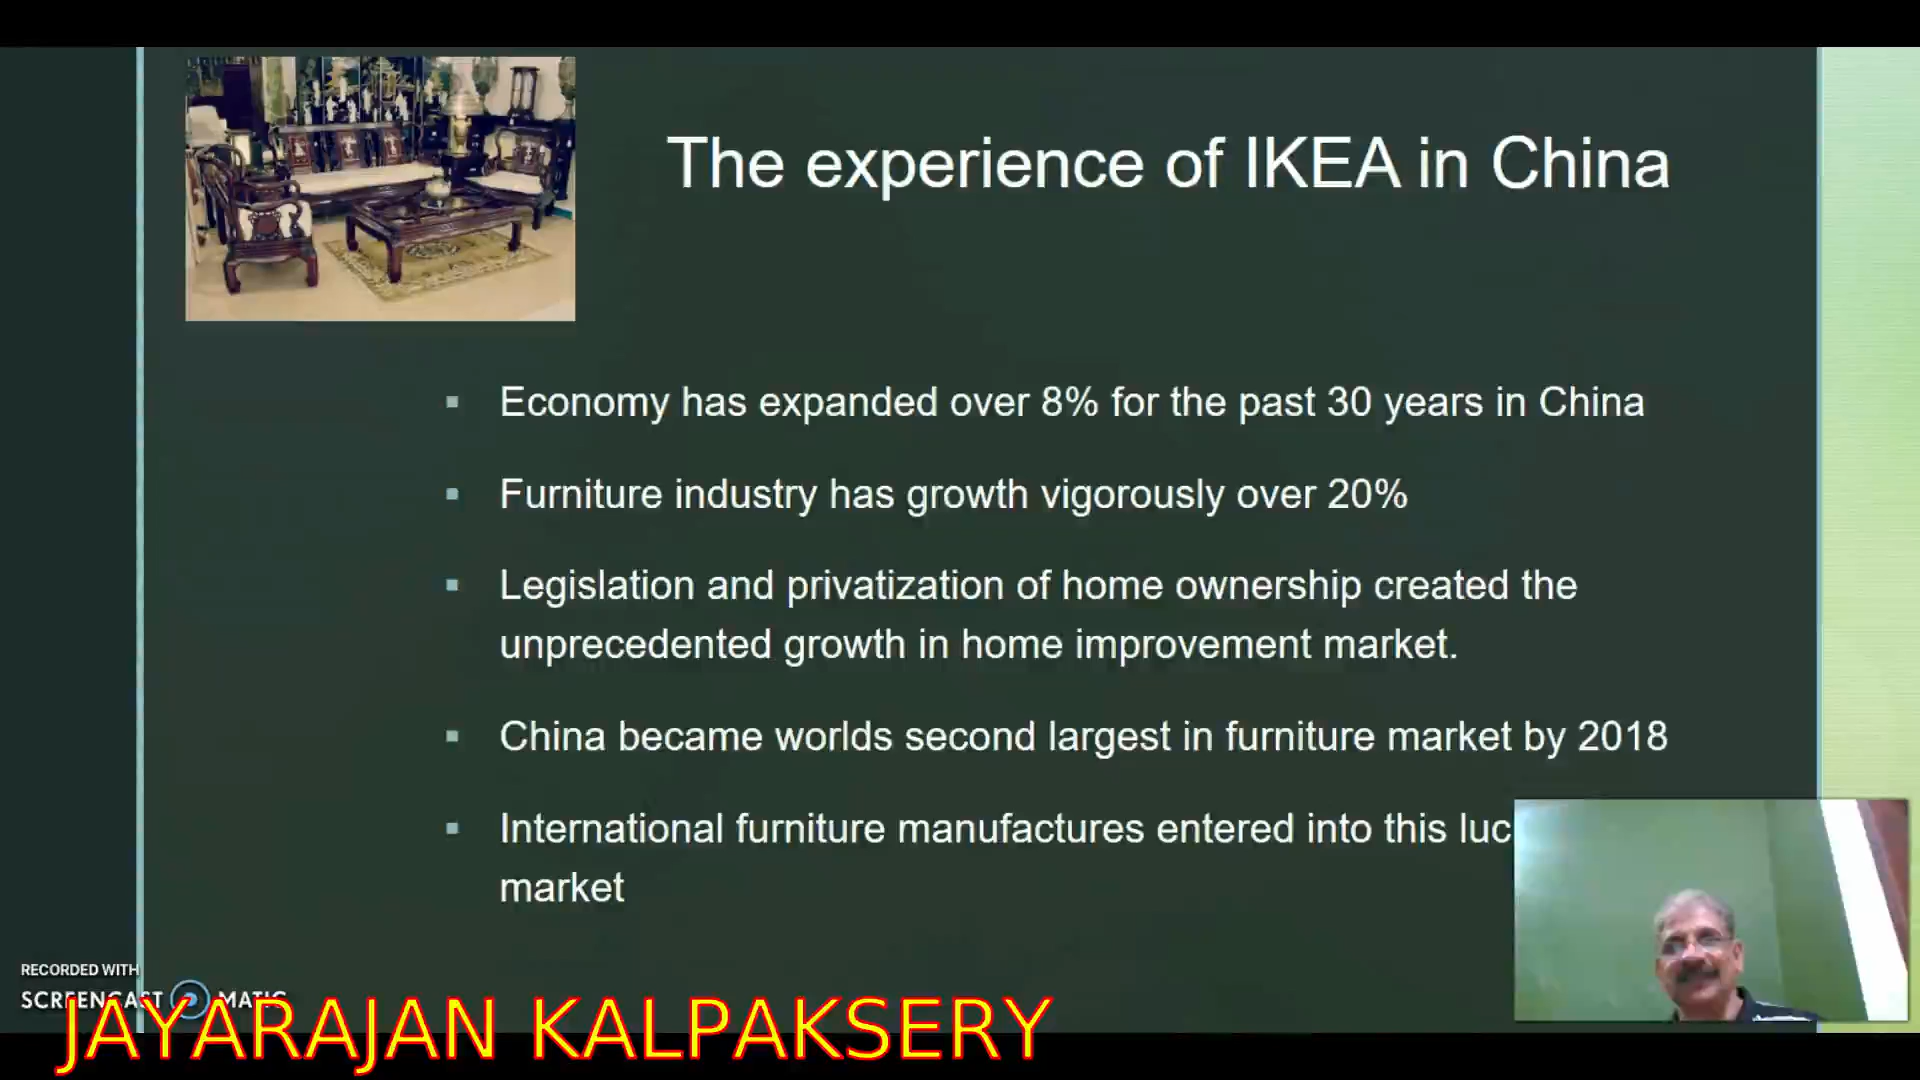 The experience of IKEA in China
Economy has expanded over 8% for the past 30 years in China
Furniture industry has growth vigorously over 20%
Legislation and privatization of home ownership created the
unprecedented growth in home improvement market.
China became worlds second largest in furniture market by 2018
International furniture manufactures entered into this luc
market
RECORDED WITH
SCREENCAST MATIC
JAYARAJAN KALPAKSERY